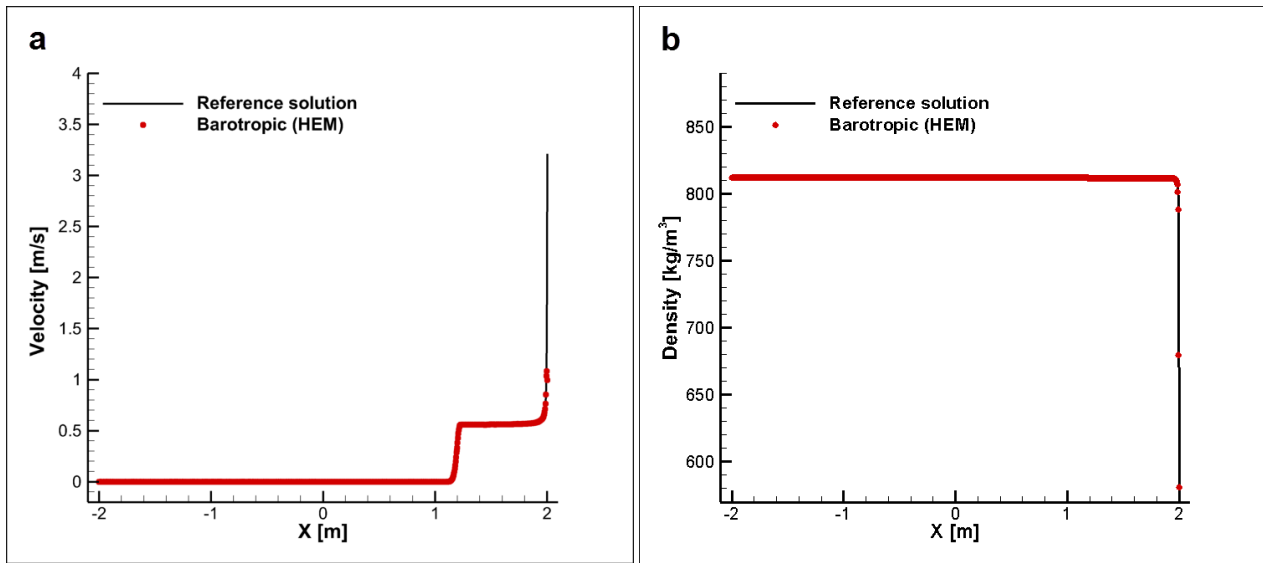 a
4
3.5
3
2.5
2
1.5
1
0.5
0
Velocity [m/s]
Reference solution
Barotropic (HEM)
-2 -1 0 1 2
X [m]
b
850
800
750
700
650
600
Density [kg/m³]
Reference solution
Barotropic (HEM)
-2 -1 0 1 2
X [m]